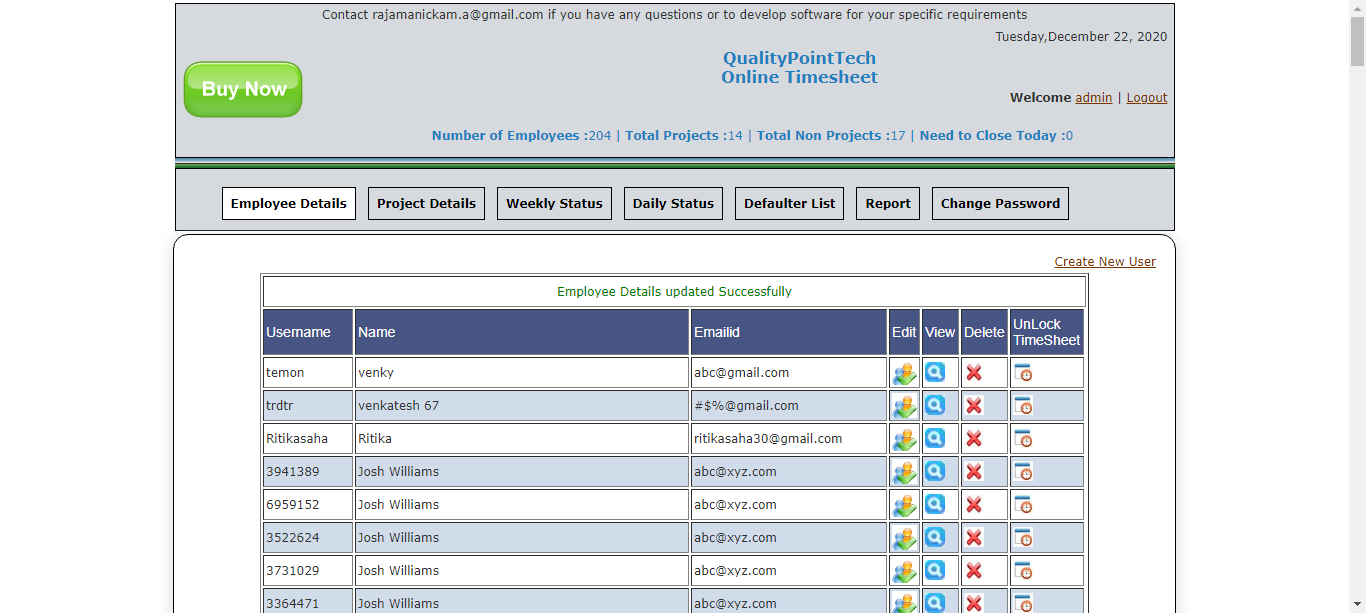 Contact rajamanickam.a@gmail.com if you have any questions or to develop software for your specific requirements
Tuesday,December 22, 2020
QualityPointTech
Online Timesheet
Buy Now
Welcome admin | Logout
Number of Employees :204 | Total Projects :14 | Total Non Projects :17 | Need to Close Today :0
Employee Details Project Details Weekly Status Daily Status Defaulter List Report Change Password
Create New User
Employee Details updated Successfully
Username Name Emailid Edit View Delete UnLock TimeSheet
temon venky abc@gmail.com
trdtr venkatesh 67 #$%@gmail.com
Ritikasaha Ritika ritikasaha30@gmail.com
3941389 Josh Williams abc@xyz.com
6959152 Josh Williams abc@xyz.com
3522624 Josh Williams abc@xyz.com
3731029 Josh Williams abc@xyz.com
3364471 Josh Williams abc@xyz.com